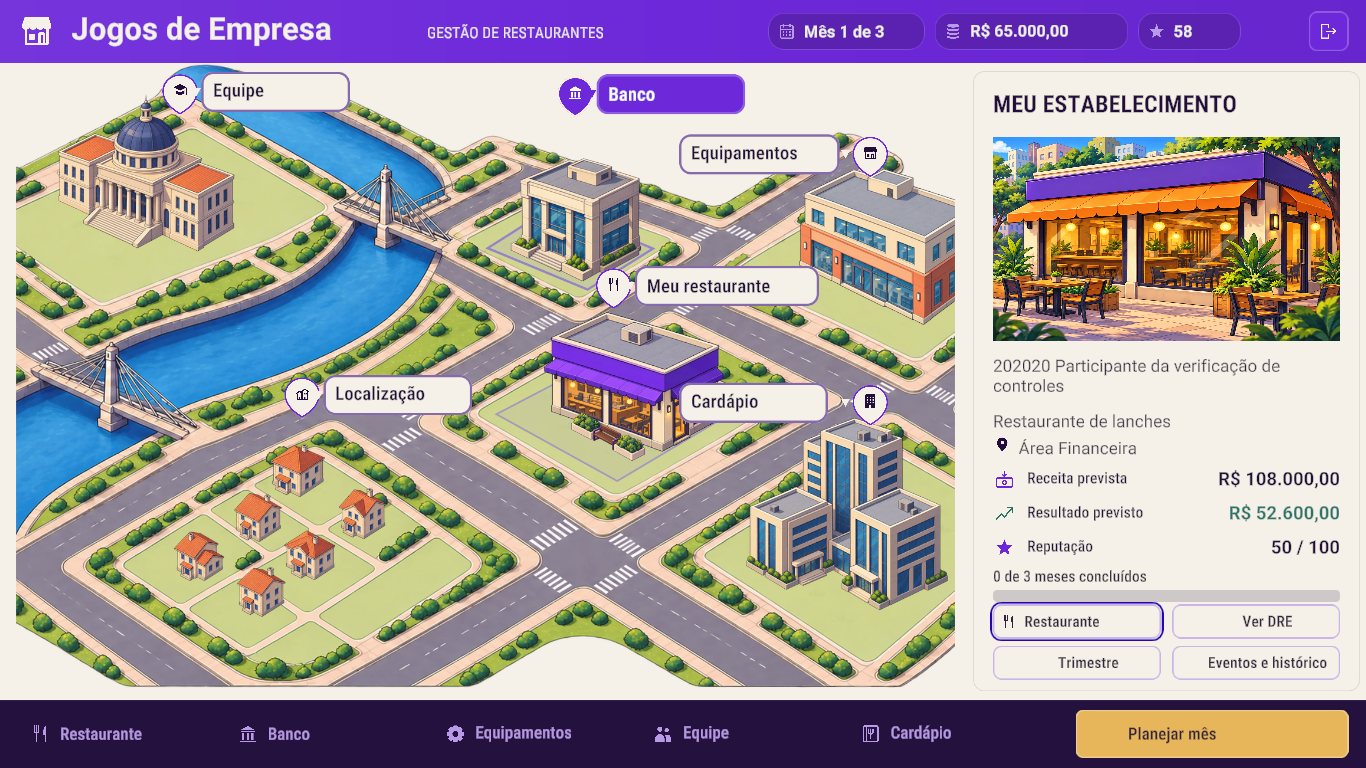 Jogos de Empresa
GESTÃO DE RESTAURANTES
Mês 1 de 3
R$ 65.000,00
58
Equipe
Banco
Equipamentos
Meu restaurante
Localização
Cardápio
MEU ESTABELECIMENTO
202020 Participante da verificação de
controles
Restaurante de lanches
Área Financeira
Receita prevista R$ 108.000,00
Resultado previsto R$ 52.600,00
Reputação 50 / 100
0 de 3 meses concluídos
Restaurante
Ver DRE
Trimestre
Eventos e histórico
Restaurante
Banco
Equipamentos
Equipe
Cardápio
Planejar mês